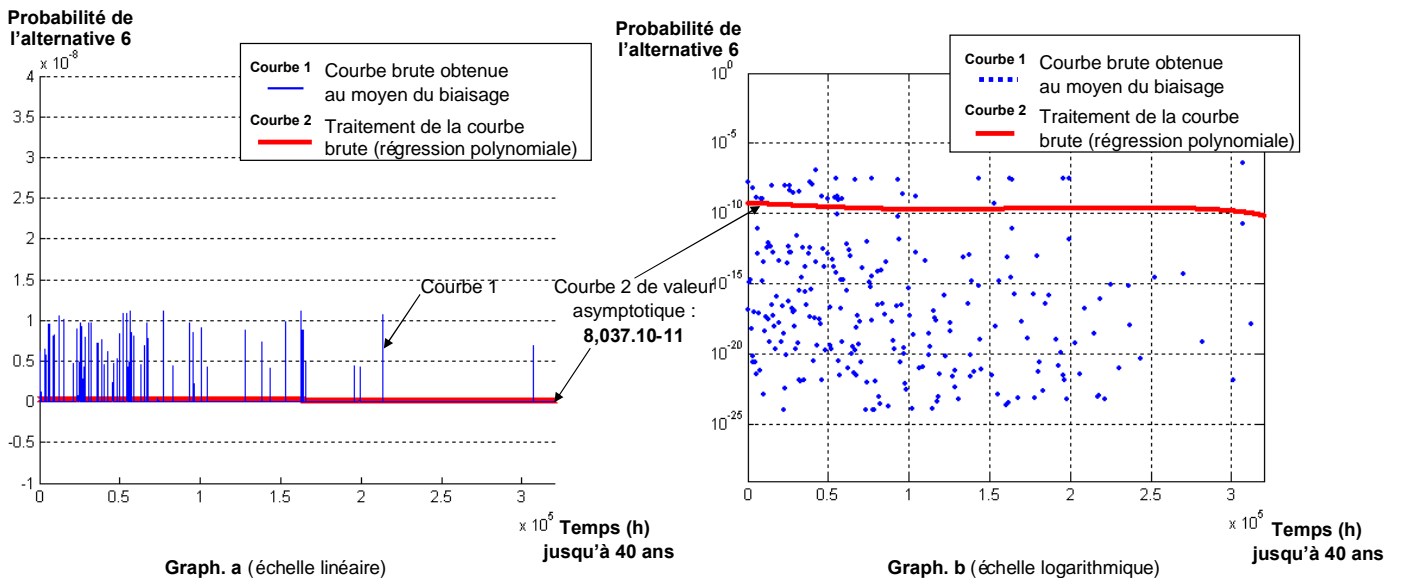 Probabilité de
l'alternative 6
x 10^-8
4
3.5
3
2.5
2
1.5
1
0.5
0
-0.5
-1
0
0.5
1
1.5
2
2.5
3
x 10^5
Temps (h)
jusqu'à 40 ans
Courbe 1
Courbe brute obtenue
au moyen du biaisage
Courbe 2
Traitement de la courbe
brute (régression polynomiale)
Courbe 1
Graph. a (échelle linéaire)
Courbe 2 de valeur
asymptotique :
8,037.10-11
Probabilité de
l'alternative 6
10^0
10^-5
10^-10
10^-15
10^-20
10^-25
0
0.5
1
1.5
2
2.5
3
x 10^5
Temps (h)
jusqu'à 40 ans
Courbe 1
Courbe brute obtenue
au moyen du biaisage
Courbe 2
Traitement de la courbe
brute (régression polynomiale)
Graph. b (échelle logarithmique)